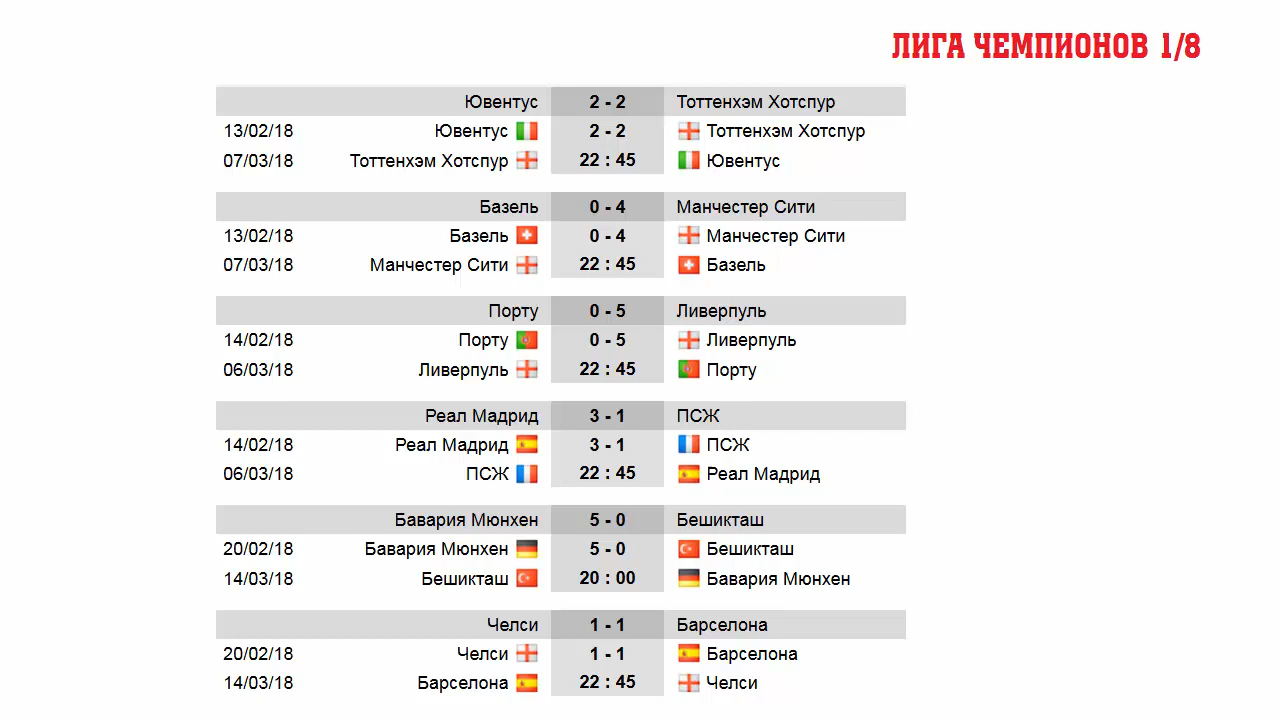 ЛИГА ЧЕМПИОНОВ 1/8
Ювентус 2 - 2 Тоттенхэм Хотспур
13/02/18 Ювентус 2 - 2 Тоттенхэм Хотспур
07/03/18 Тоттенхэм Хотспур 22 : 45 Ювентус
Базель 0 - 4 Манчестер Сити
13/02/18 Базель 0 - 4 Манчестер Сити
07/03/18 Манчестер Сити 22 : 45 Базель
Порту 0 - 5 Ливерпуль
14/02/18 Порту 0 - 5 Ливерпуль
06/03/18 Ливерпуль 22 : 45 Порту
Реал Мадрид 3 - 1 ПСЖ
14/02/18 Реал Мадрид 3 - 1 ПСЖ
06/03/18 ПСЖ 22 : 45 Реал Мадрид
Бавария Мюнхен 5 - 0 Бешикташ
20/02/18 Бавария Мюнхен 5 - 0 Бешикташ
14/03/18 Бешикташ 20 : 00 Бавария Мюнхен
Челси 1 - 1 Барселона
20/02/18 Челси 1 - 1 Барселона
14/03/18 Барселона 22 : 45 Челси